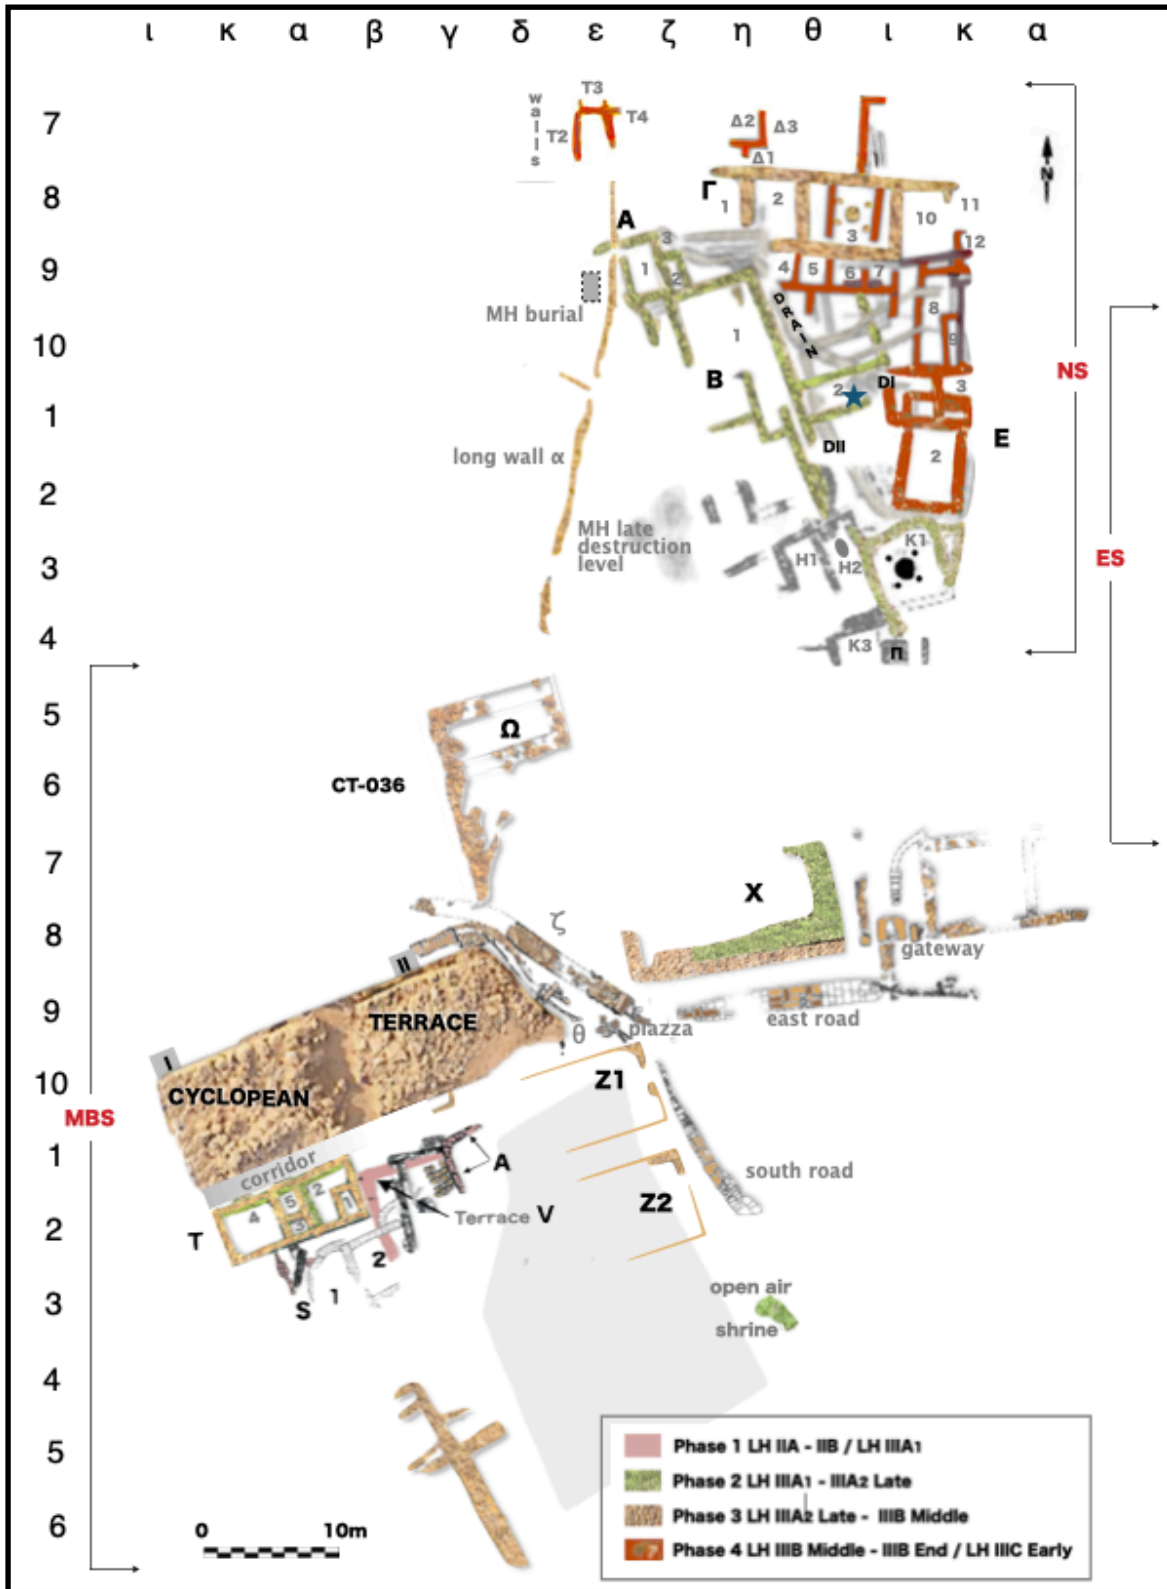 ι κ α β γ δ ε ζ η θ ι κ α
7
8
9
10
1
2
3
4
5
6
7
8
9
10
1
2
3
4
5
6
walls
T3
T2
T4
Δ2
Δ3
Δ1
N
Γ
1
2
3
10
11
12
A
3
1
2
4
5
6
7
8
9
MH burial
DRAIN
1
B
2
DI
3
NS
E
DII
2
long wall α
MH late
destruction
level
H1
H2
K1
ES
K3
Π
Ω
CT-036
X
gateway
ζ
II
TERRACE
θ
piazza
east road
I
CYCLOPEAN
Z1
MBS
corridor
A
south road
2
5
1
4
3
Terrace V
Z2
T
2
S
1
open air
shrine
0 10m
Phase 1 LH IIA - IIB / LH IIIA1
Phase 2 LH IIIA1 - IIIA2 Late
Phase 3 LH IIIA2 Late - IIIB Middle
Phase 4 LH IIIB Middle - IIIB End / LH IIIC Early